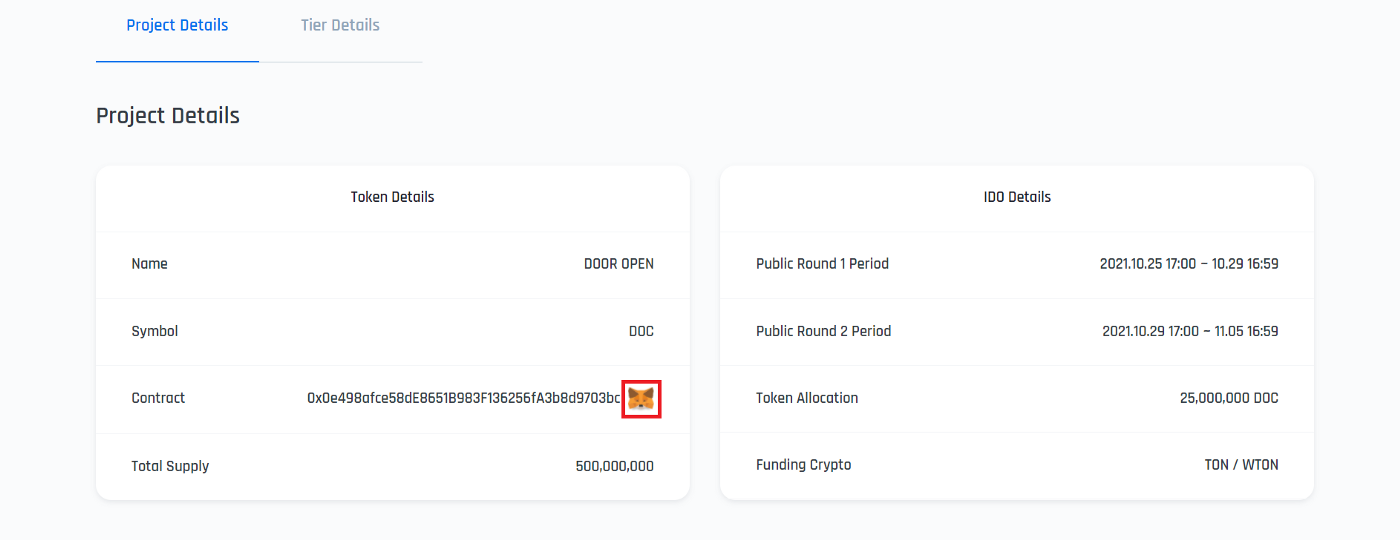 Project Details Tier Details
Project Details
Token Details
Name DOOR OPEN
Symbol DOC
Contract 0x0e498afce58dE8651B983F136256fA3b8d9703bc
Total Supply 500,000,000
IDO Details
Public Round 1 Period 2021.10.25 17:00 ~ 10.29 16:59
Public Round 2 Period 2021.10.29 17:00 ~ 11.05 16:59
Token Allocation 25,000,000 DOC
Funding Crypto TON / WTON